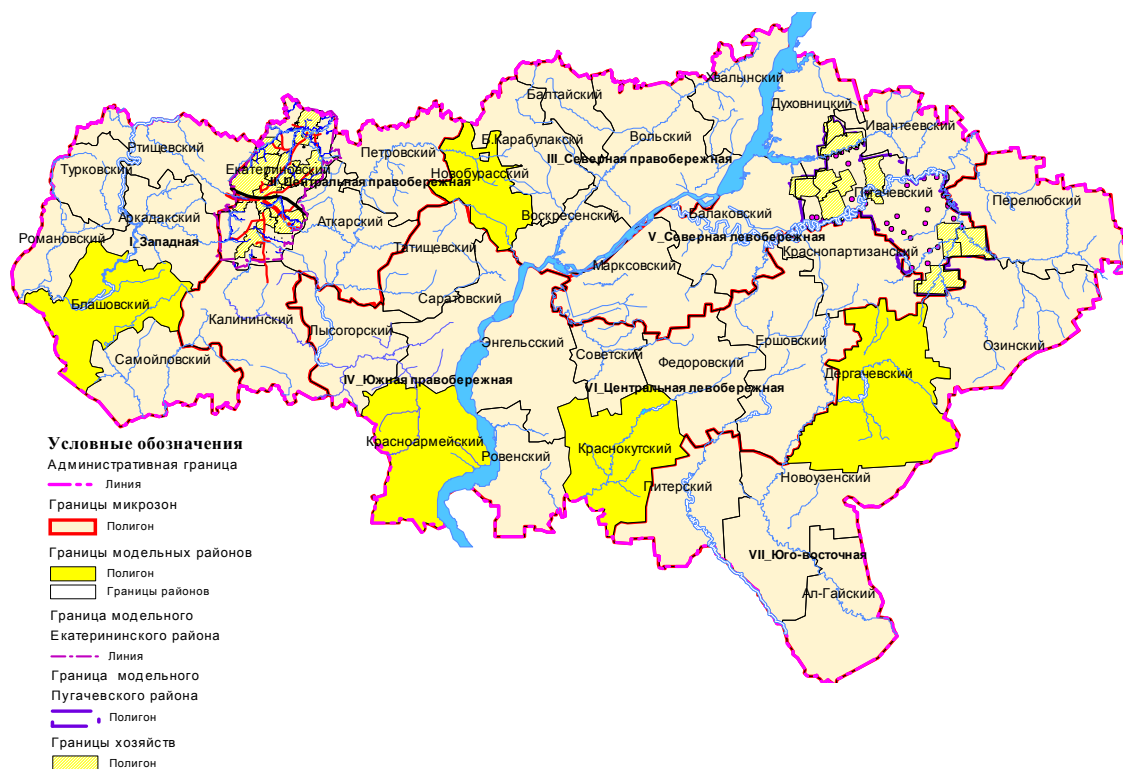 Хвалынский
Балтайский
Духовницкий
Вольский
Ивантеевский
Б.Карабулакский
Ртищевский
Петровский
III_Северная правобережная
Турковский
Екатериновский
Новобурасский
II_Центральная правобережная
Пугачевский
Перелюбский
Аркадакский
Аткарский
Воскресенский
Балаковский
Романовский
I_Западная
Татищевский
V_Северная левобережная
Краснопартизанский
Марксовский
Блашовский
Саратовский
Калининский
Лысогорский
Энгельсский
Ершовский
Озинский
Самойловский
Советский
Федоровский
Дергачевский
IV_Южная правобережная
VI_Центральная левобережная
Красноармейский
Ровенский
Краснокутский
Питерский
Новоузенский
VII_Юго-восточная
Ал-Гайский
Условные обозначения
Административная граница
Линия
Границы микрозон
Полигон
Границы модельных районов
Полигон
Границы районов
Граница модельного
Екатерининского района
Линия
Граница модельного
Пугачевского района
Полигон
Границы хозяйств
Полигон